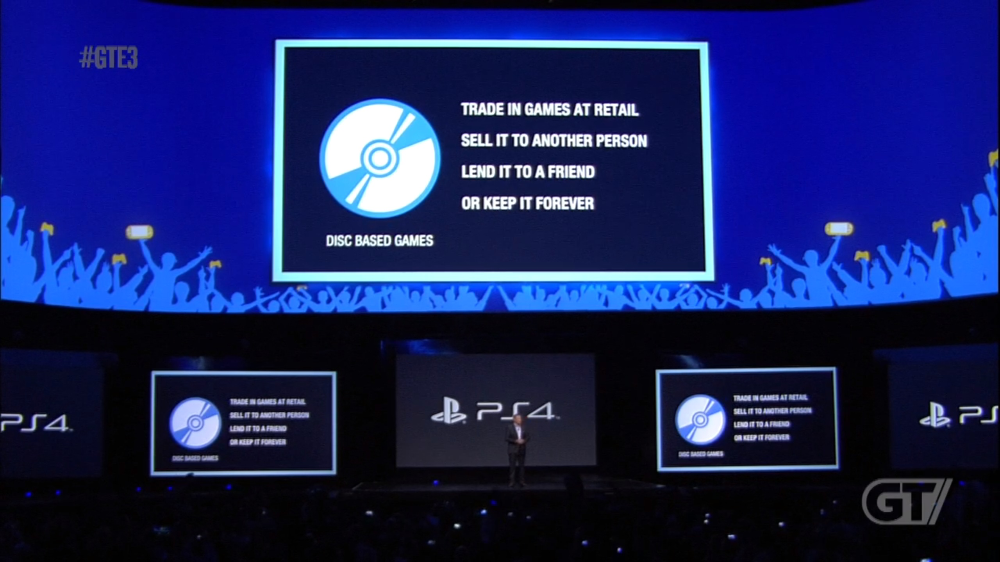 #GTE3
TRADE IN GAMES AT RETAIL
SELL IT TO ANOTHER PERSON
LEND IT TO A FRIEND
OR KEEP IT FOREVER
DISC BASED GAMES
PS4
TRADE IN GAMES AT RETAIL
SELL IT TO ANOTHER PERSON
LEND IT TO A FRIEND
OR KEEP IT FOREVER
DISC BASED GAMES
PS4
TRADE IN GAMES AT RETAIL
SELL IT TO ANOTHER PERSON
LEND IT TO A FRIEND
OR KEEP IT FOREVER
DISC BASED GAMES
PS
GT